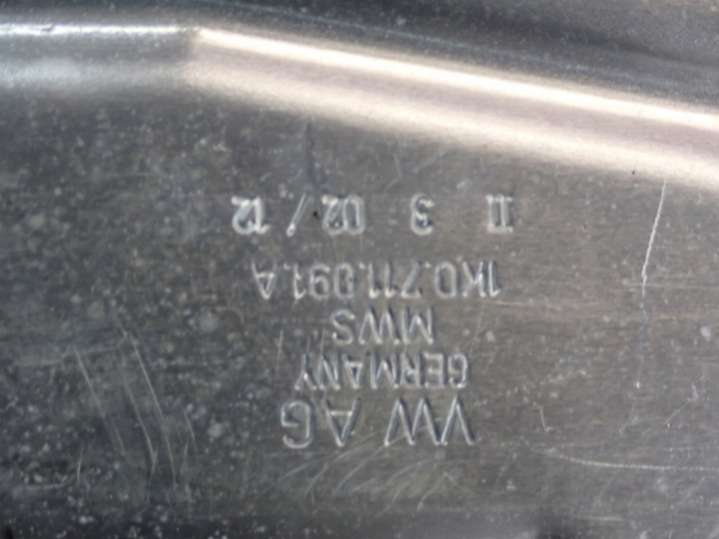 VW AG
GERMANY
MWS
1K0.711.091.A
II 3 02/12